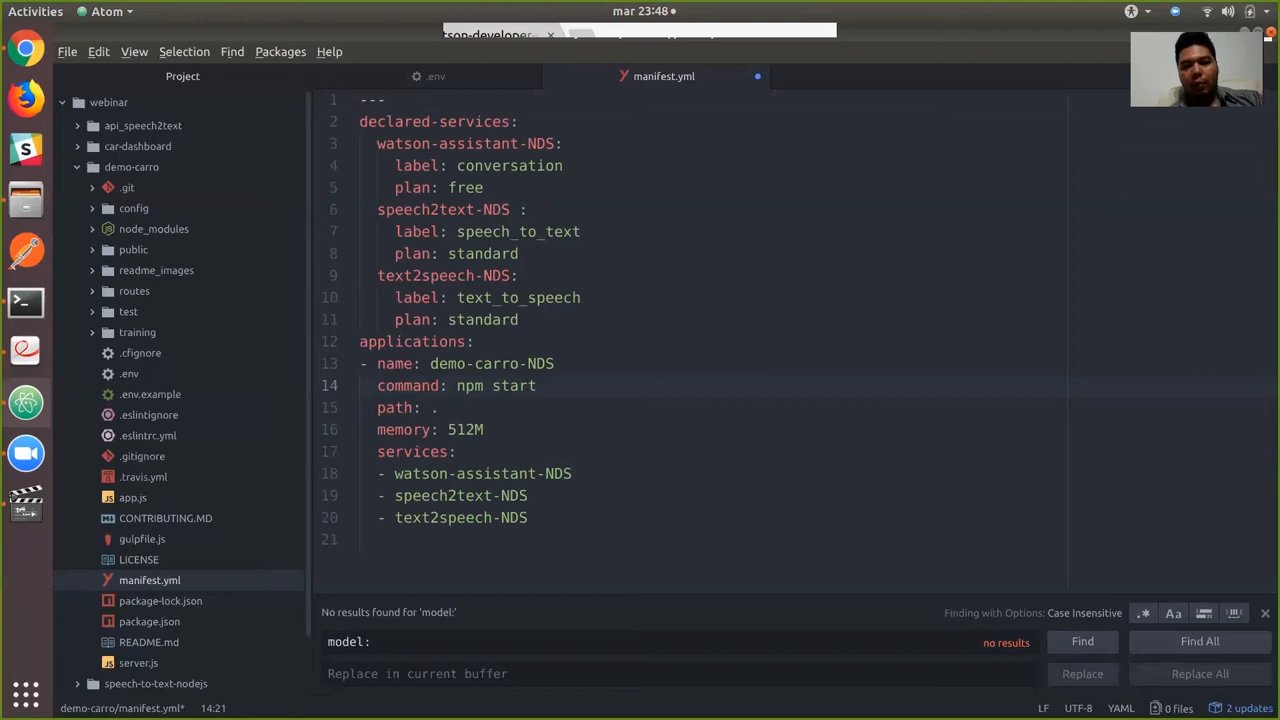 Activities Atom mar 23:48
tson-developer-
File Edit View Selection Find Packages Help
Project .env manifest.yml
webinar
api_speech2text
car-dashboard
demo-carro
.git
config
node_modules
public
readme_images
routes
test
training
.cfignore
.env
.env.example
.eslintignore
.eslintrc.yml
.gitignore
.travis.yml
app.js
CONTRIBUTING.MD
gulpfile.js
LICENSE
manifest.yml
package-lock.json
package.json
README.md
server.js
speech-to-text-nodejs
1 ---
2 declared-services:
3 watson-assistant-NDS:
4 label: conversation
5 plan: free
6 speech2text-NDS :
7 label: speech_to_text
8 plan: standard
9 text2speech-NDS:
10 label: text_to_speech
11 plan: standard
12 applications:
13 - name: demo-carro-NDS
14 command: npm start
15 path: .
16 memory: 512M
17 services:
18 - watson-assistant-NDS
19 - speech2text-NDS
20 - text2speech-NDS
21
No results found for 'model:' Finding with Options: Case Insensitive .* Aa
model: no results Find Find All
Replace in current buffer Replace Replace All
demo-carro/manifest.yml* 14:21 LF UTF-8 YAML 0 files 2 updates